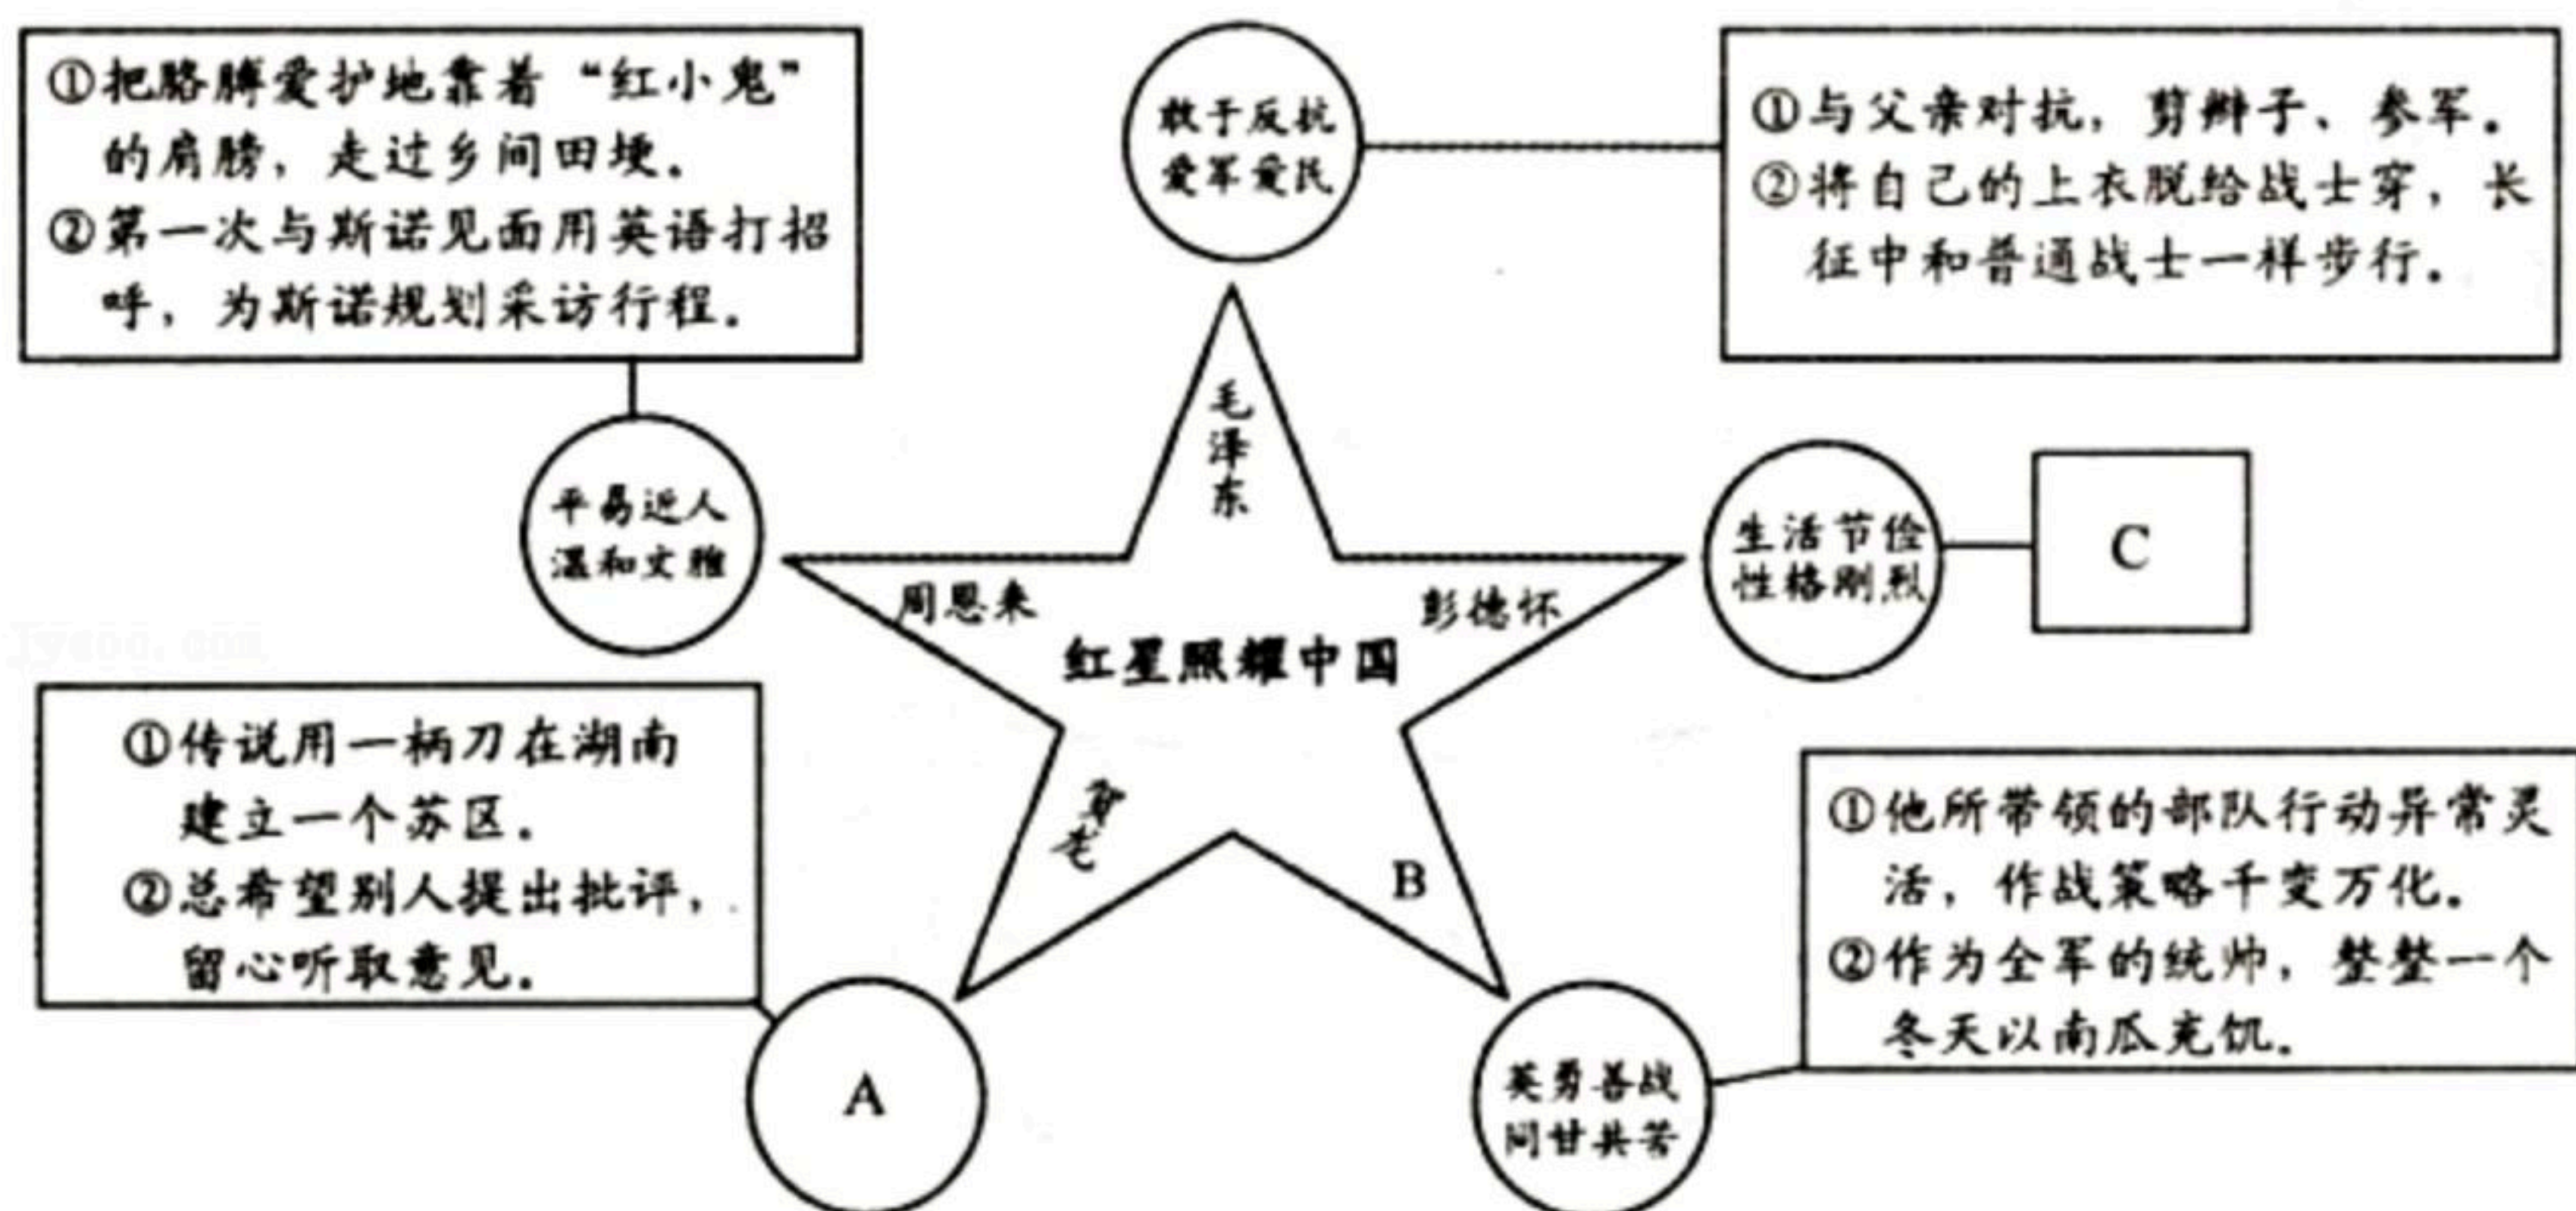 ①把胳膊爱护地靠着“红小鬼”
的肩膀，走过乡间田埂。
②第一次与斯诺见面用英语打招
呼，为斯诺规划采访行程。
敢于反抗
爱军爱民
①与父亲对抗，剪辫子、参军。
②将自己的上衣脱给战士穿，长
征中和普通战士一样步行。
毛泽东
平易近人
温和文雅
生活节俭
性格刚烈
C
周恩来
彭德怀
红星照耀中国
①传说用一柄刀在湖南
建立一个苏区。
②总希望别人提出批评，
留心听取意见。
贺老
B
①他所带领的部队行动异常灵
活，作战策略千变万化。
②作为全军的统帅，整整一个
冬天以南瓜充饥。
A
英勇善战
同甘共苦